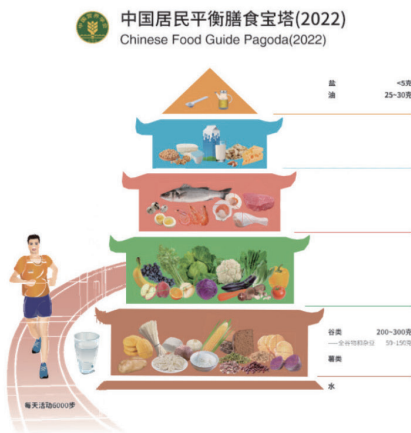 中国居民平衡膳食宝塔(2022)
Chinese Food Guide Pagoda(2022)
盐 <5克
油 25~30克
谷类 200~300克
——全谷物和杂豆 50~150克
薯类
水
每天活动6000步